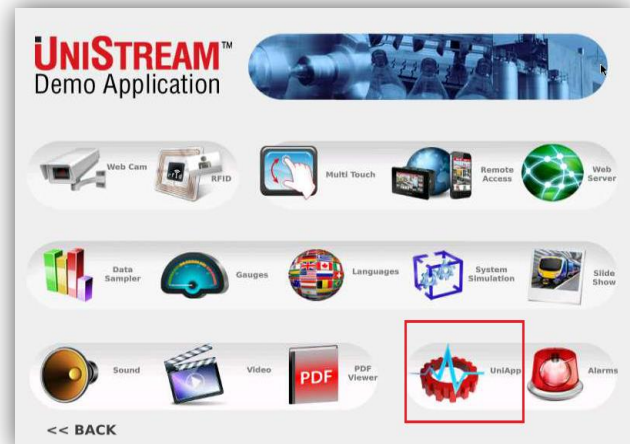 UNISTREAM™
Demo Application
Web Cam
rfid
RFID
Multi Touch
Remote
Access
Web
Server
Data
Sampler
Gauges
Languages
System
Simulation
Slide
Show
Sound
Video
PDF
PDF
Viewer
UniApp
Alarms
<< BACK